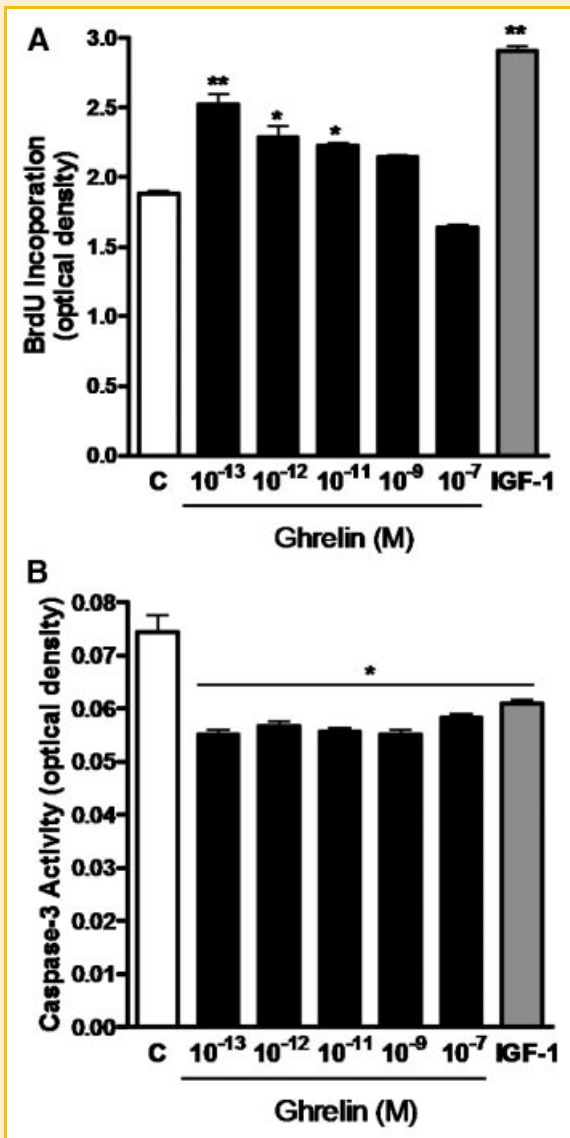 A
BrdU Incoporation
(optical density)
3.0
2.5
2.0
1.5
1.0
0.5
0.0
** * * **
C 10⁻¹³ 10⁻¹² 10⁻¹¹ 10⁻⁹ 10⁻⁷ IGF-1
Ghrelin (M)
B
Caspase-3 Activity (optical density)
0.08
0.07
0.06
0.05
0.04
0.03
0.02
0.01
0.00
*
C 10⁻¹³ 10⁻¹² 10⁻¹¹ 10⁻⁹ 10⁻⁷ IGF-1
Ghrelin (M)